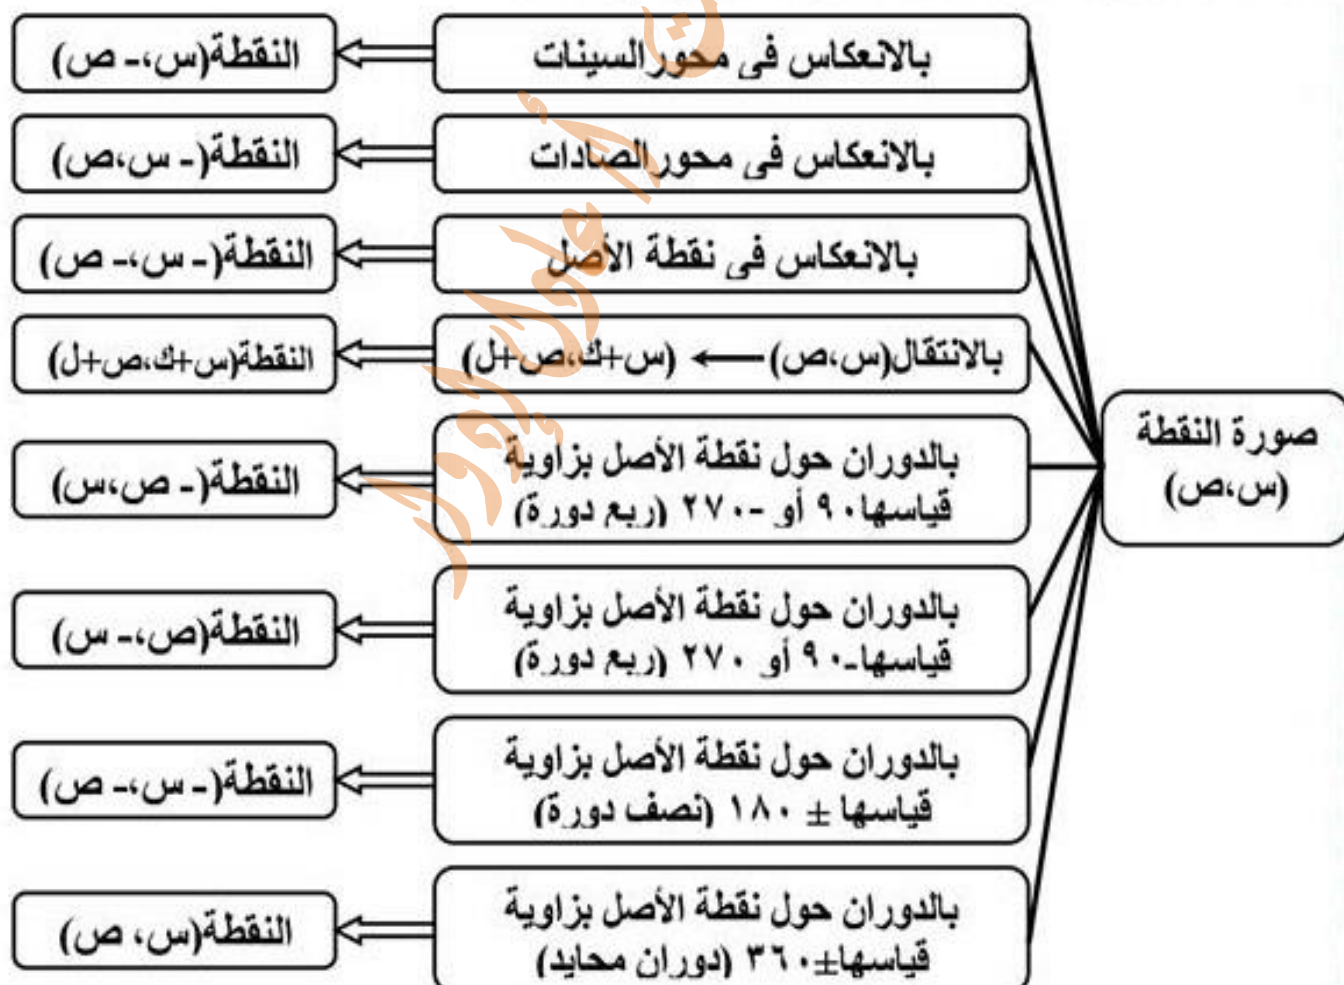 صورة النقطة
(س،ص)
بالانعكاس فى محور السينات
النقطة(س،- ص)
بالانعكاس فى محور الصادات
النقطة(- س،ص)
بالانعكاس فى نقطة الأصل
النقطة(- س،- ص)
بالانتقال(س،ص) ← (س+ك،ص+ل)
النقطة(س+ك،ص+ل)
بالدوران حول نقطة الأصل بزاوية
قياسها٩٠ أو -٢٧٠ (ربع دورة)
النقطة(- ص،س)
بالدوران حول نقطة الأصل بزاوية
قياسها-٩٠ أو ٢٧٠ (ربع دورة)
النقطة(ص،- س)
بالدوران حول نقطة الأصل بزاوية
قياسها ± ١٨٠ (نصف دورة)
النقطة(- س،- ص)
بالدوران حول نقطة الأصل بزاوية
قياسها±٣٦٠ (دوران محايد)
النقطة(س، ص)